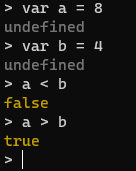 > var a = 8
undefined
> var b = 4
undefined
> a < b
false
> a > b
true
>